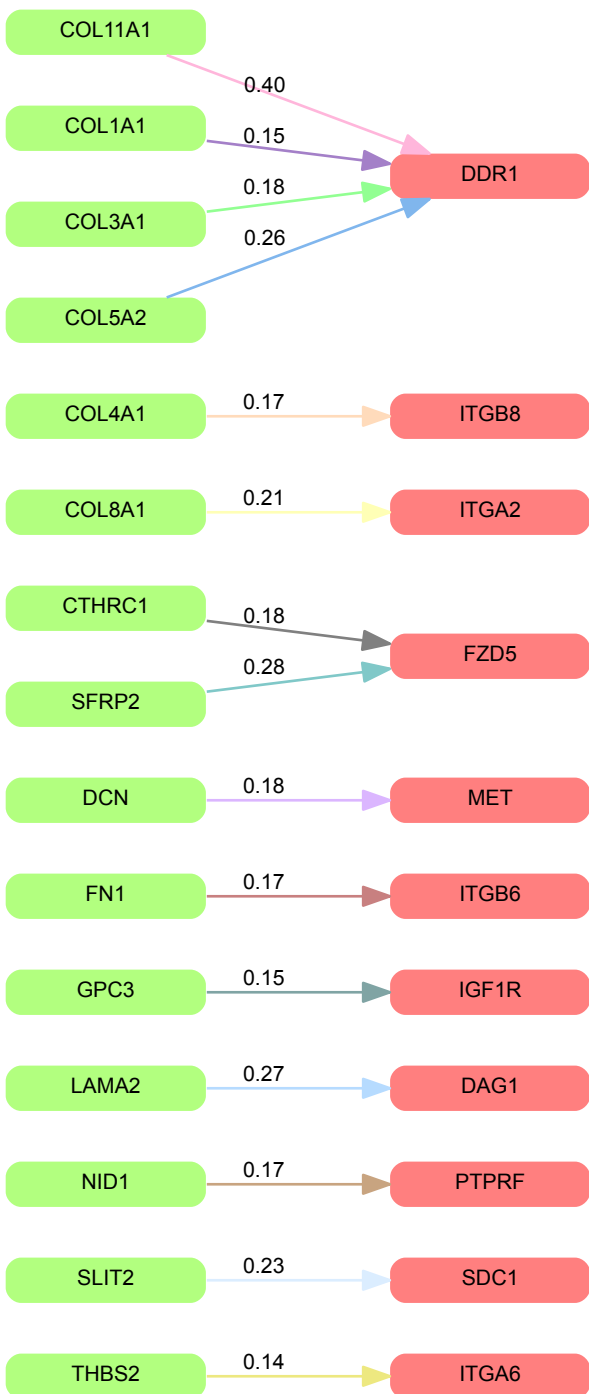 COL11A1
0.40
COL1A1
0.15
DDR1
0.18
COL3A1
0.26
COL5A2
COL4A1
0.17
ITGB8
COL8A1
0.21
ITGA2
CTHRC1
0.18
FZD5
0.28
SFRP2
DCN
0.18
MET
FN1
0.17
ITGB6
GPC3
0.15
IGF1R
LAMA2
0.27
DAG1
NID1
0.17
PTPRF
SLIT2
0.23
SDC1
THBS2
0.14
ITGA6